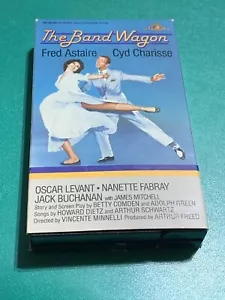 The Band Wagon
Fred Astaire Cyd Charisse
OSCAR LEVANT • NANETTE FABRAY
JACK BUCHANAN with JAMES MITCHELL
Story and Screen Play by BETTY COMDEN and ADOLPH GREEN
Songs by HOWARD DIETZ and ARTHUR SCHWARTZ
Directed by VINCENTE MINNELLI Produced by ARTHUR FREED